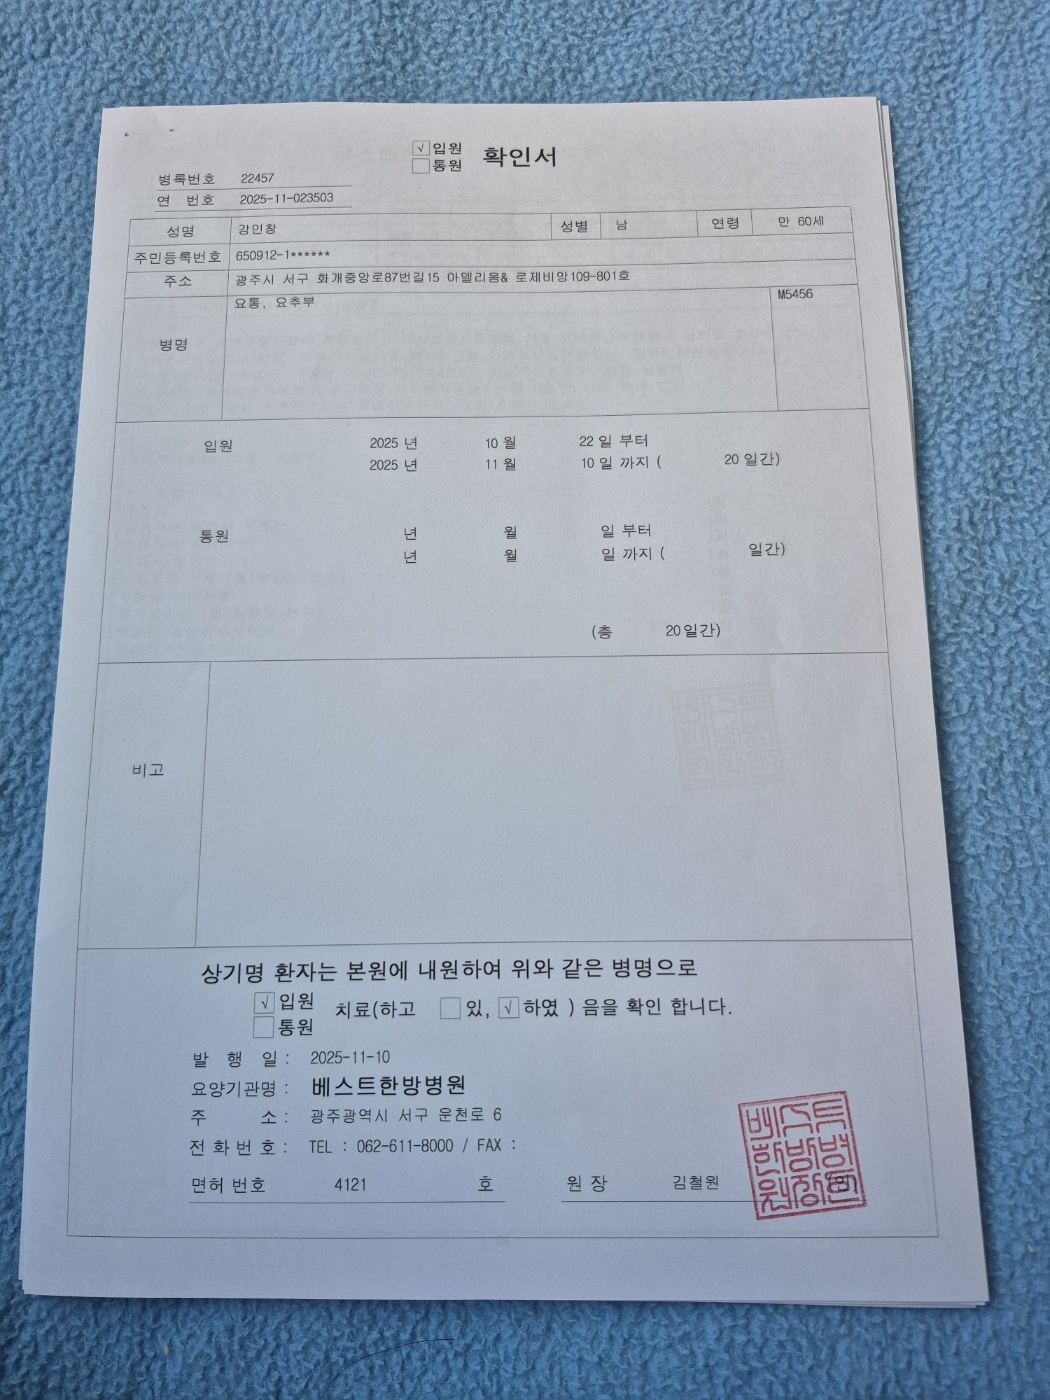 √ 입원
통원
확인서
병록번호 22457
연 번호 2025-11-023503
성명 강인창 성별 남 연령 만 60세
주민등록번호 650912-1******
주소 광주시 서구 화개중앙로87번길15 아델리움& 로제비앙109-801호
병명 요통, 요추부 M5456
입원 2025 년 10 월 22 일 부터
2025 년 11 월 10 일 까지 ( 20 일간)
통원 년 월 일 부터
년 월 일 까지 ( 일간)
(총 20일간)
비고
상기명 환자는 본원에 내원하여 위와 같은 병명으로
√ 입원
통원
치료(하고 있, √ 하였 ) 음을 확인 합니다.
발 행 일 : 2025-11-10
요양기관명 : 베스트한방병원
주 소 : 광주광역시 서구 운천로 6
전 화 번 호 : TEL : 062-611-8000 / FAX :
면허 번호 4121 호 원 장 김철원 (인)
베스트
한방병
원장인